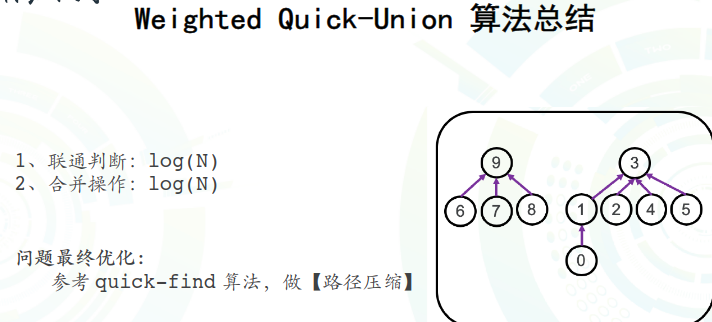 Weighted Quick-Union 算法总结
1、联通判断：log(N)
2、合并操作：log(N)
问题最终优化：
参考 quick-find 算法，做【路径压缩】
9 3
6 7 8 1 2 4 5
0